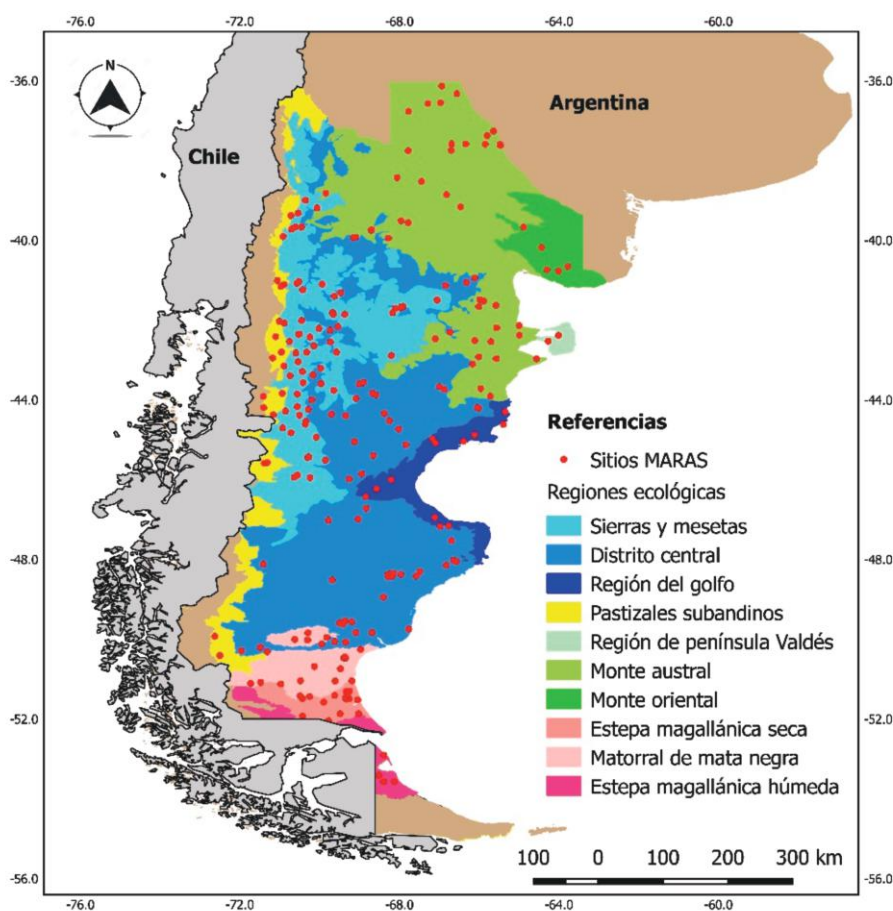 -76.0 -72.0 -68.0 -64.0 -60.0
-36.0 -36.0
N
Argentina
Chile
-40.0 -40.0
-44.0 -44.0
Referencias
Sitios MARAS
Regiones ecológicas
Sierras y mesetas
-48.0 -48.0
Distrito central
Región del golfo
Pastizales subandinos
Región de península Valdés
Monte austral
Monte oriental
-52.0 -52.0
Estepa magallánica seca
Matorral de mata negra
Estepa magallánica húmeda
100 0 100 200 300 km
-56.0 -56.0
-76.0 -72.0 -68.0 -64.0 -60.0